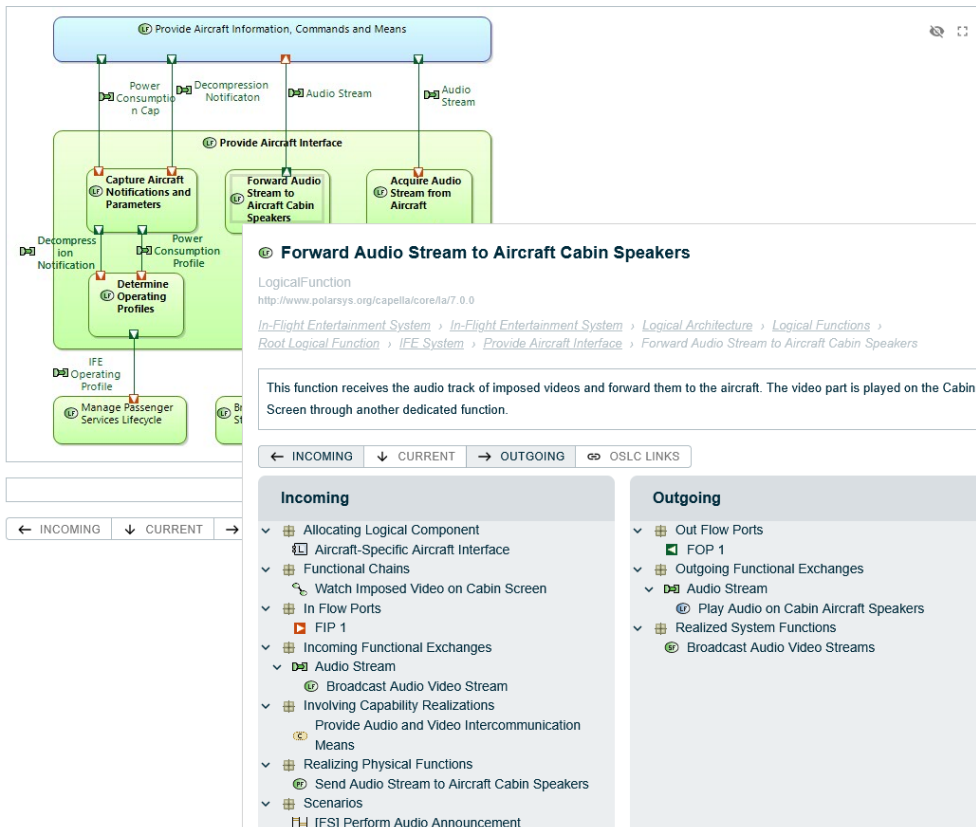 Provide Aircraft Information, Commands and Means
Power
Consumptio
n Cap
Decompression
Notificaton
Audio Stream
Audio
Stream
Provide Aircraft Interface
Capture Aircraft
Notifications and
Parameters
Forward Audio
Stream to
Aircraft Cabin
Speakers
Acquire Audio
Stream from
Aircraft
Decompress
ion
Notification
Power
Consumption
Profile
Determine
Operating
Profiles
IFE
Operating
Profile
Manage Passenger
Services Lifecycle
INCOMING
CURRENT
Forward Audio Stream to Aircraft Cabin Speakers
LogicalFunction
http://www.polarsys.org/capella/core/la/7.0.0
In-Flight Entertainment System › In-Flight Entertainment System › Logical Architecture › Logical Functions ›
Root Logical Function › IFE System › Provide Aircraft Interface › Forward Audio Stream to Aircraft Cabin Speakers
This function receives the audio track of imposed videos and forward them to the aircraft. The video part is played on the Cabin
Screen through another dedicated function.
INCOMING
CURRENT
OUTGOING
OSLC LINKS
Incoming
Allocating Logical Component
Aircraft-Specific Aircraft Interface
Functional Chains
Watch Imposed Video on Cabin Screen
In Flow Ports
FIP 1
Incoming Functional Exchanges
Audio Stream
Broadcast Audio Video Stream
Involving Capability Realizations
Provide Audio and Video Intercommunication
Means
Realizing Physical Functions
Send Audio Stream to Aircraft Cabin Speakers
Scenarios
[FS] Perform Audio Announcement
Outgoing
Out Flow Ports
FOP 1
Outgoing Functional Exchanges
Audio Stream
Play Audio on Cabin Aircraft Speakers
Realized System Functions
Broadcast Audio Video Streams